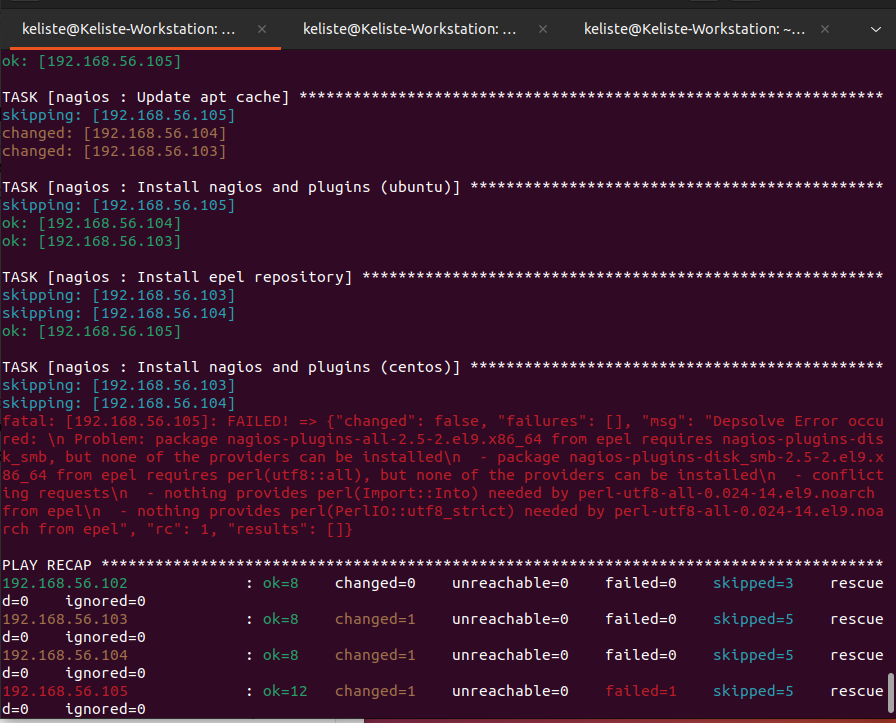 keliste@Keliste-Workstation: ... × keliste@Keliste-Workstation: ... × keliste@Keliste-Workstation: ~... ×
ok: [192.168.56.105]
TASK [nagios : Update apt cache] *****************************************************************
skipping: [192.168.56.105]
changed: [192.168.56.104]
changed: [192.168.56.103]
TASK [nagios : Install nagios and plugins (ubuntu)] **********************************************
skipping: [192.168.56.105]
ok: [192.168.56.104]
ok: [192.168.56.103]
TASK [nagios : Install epel repository] **********************************************************
skipping: [192.168.56.103]
skipping: [192.168.56.104]
ok: [192.168.56.105]
TASK [nagios : Install nagios and plugins (centos)] **********************************************
skipping: [192.168.56.103]
skipping: [192.168.56.104]
fatal: [192.168.56.105]: FAILED! => {"changed": false, "failures": [], "msg": "Depsolve Error occu
red: \n Problem: package nagios-plugins-all-2.5-2.el9.x86_64 from epel requires nagios-plugins-dis
k_smb, but none of the providers can be installed\n  - package nagios-plugins-disk_smb-2.5-2.el9.x
86_64 from epel requires perl(utf8::all), but none of the providers can be installed\n  - conflict
ing requests\n  - nothing provides perl(Import::Into) needed by perl-utf8-all-0.024-14.el9.noarch
from epel\n  - nothing provides perl(PerlIO::utf8_strict) needed by perl-utf8-all-0.024-14.el9.noa
rch from epel", "rc": 1, "results": []}
PLAY RECAP ***************************************************************************************
192.168.56.102             : ok=8    changed=0    unreachable=0    failed=0    skipped=3    rescue
d=0    ignored=0
192.168.56.103             : ok=8    changed=1    unreachable=0    failed=0    skipped=5    rescue
d=0    ignored=0
192.168.56.104             : ok=8    changed=1    unreachable=0    failed=0    skipped=5    rescue
d=0    ignored=0
192.168.56.105             : ok=12   changed=1    unreachable=0    failed=1    skipped=5    rescue
d=0    ignored=0